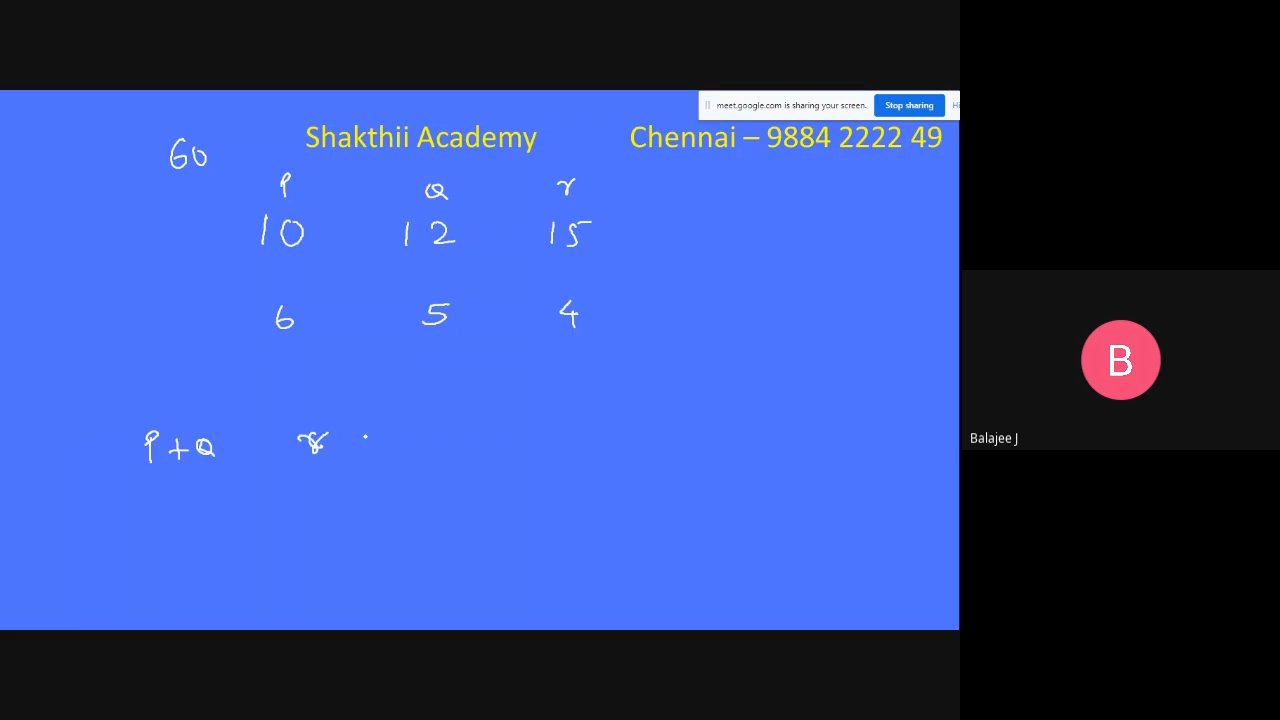 meet.google.com is sharing your screen. Stop sharing Hi
Shakthii Academy Chennai – 9884 2222 49
60
P Q r
10 12 15
6 5 4
P + Q r
B
Balajee J